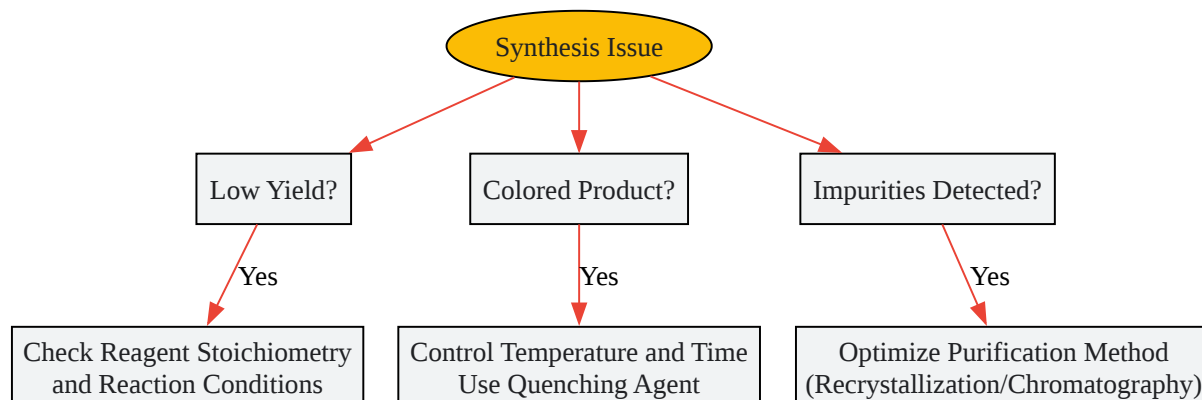 Synthesis Issue
Low Yield?
Colored Product?
Impurities Detected?
Yes
Yes
Yes
Check Reagent Stoichiometry
and Reaction Conditions
Control Temperature and Time
Use Quenching Agent
Optimize Purification Method
(Recrystallization/Chromatography)